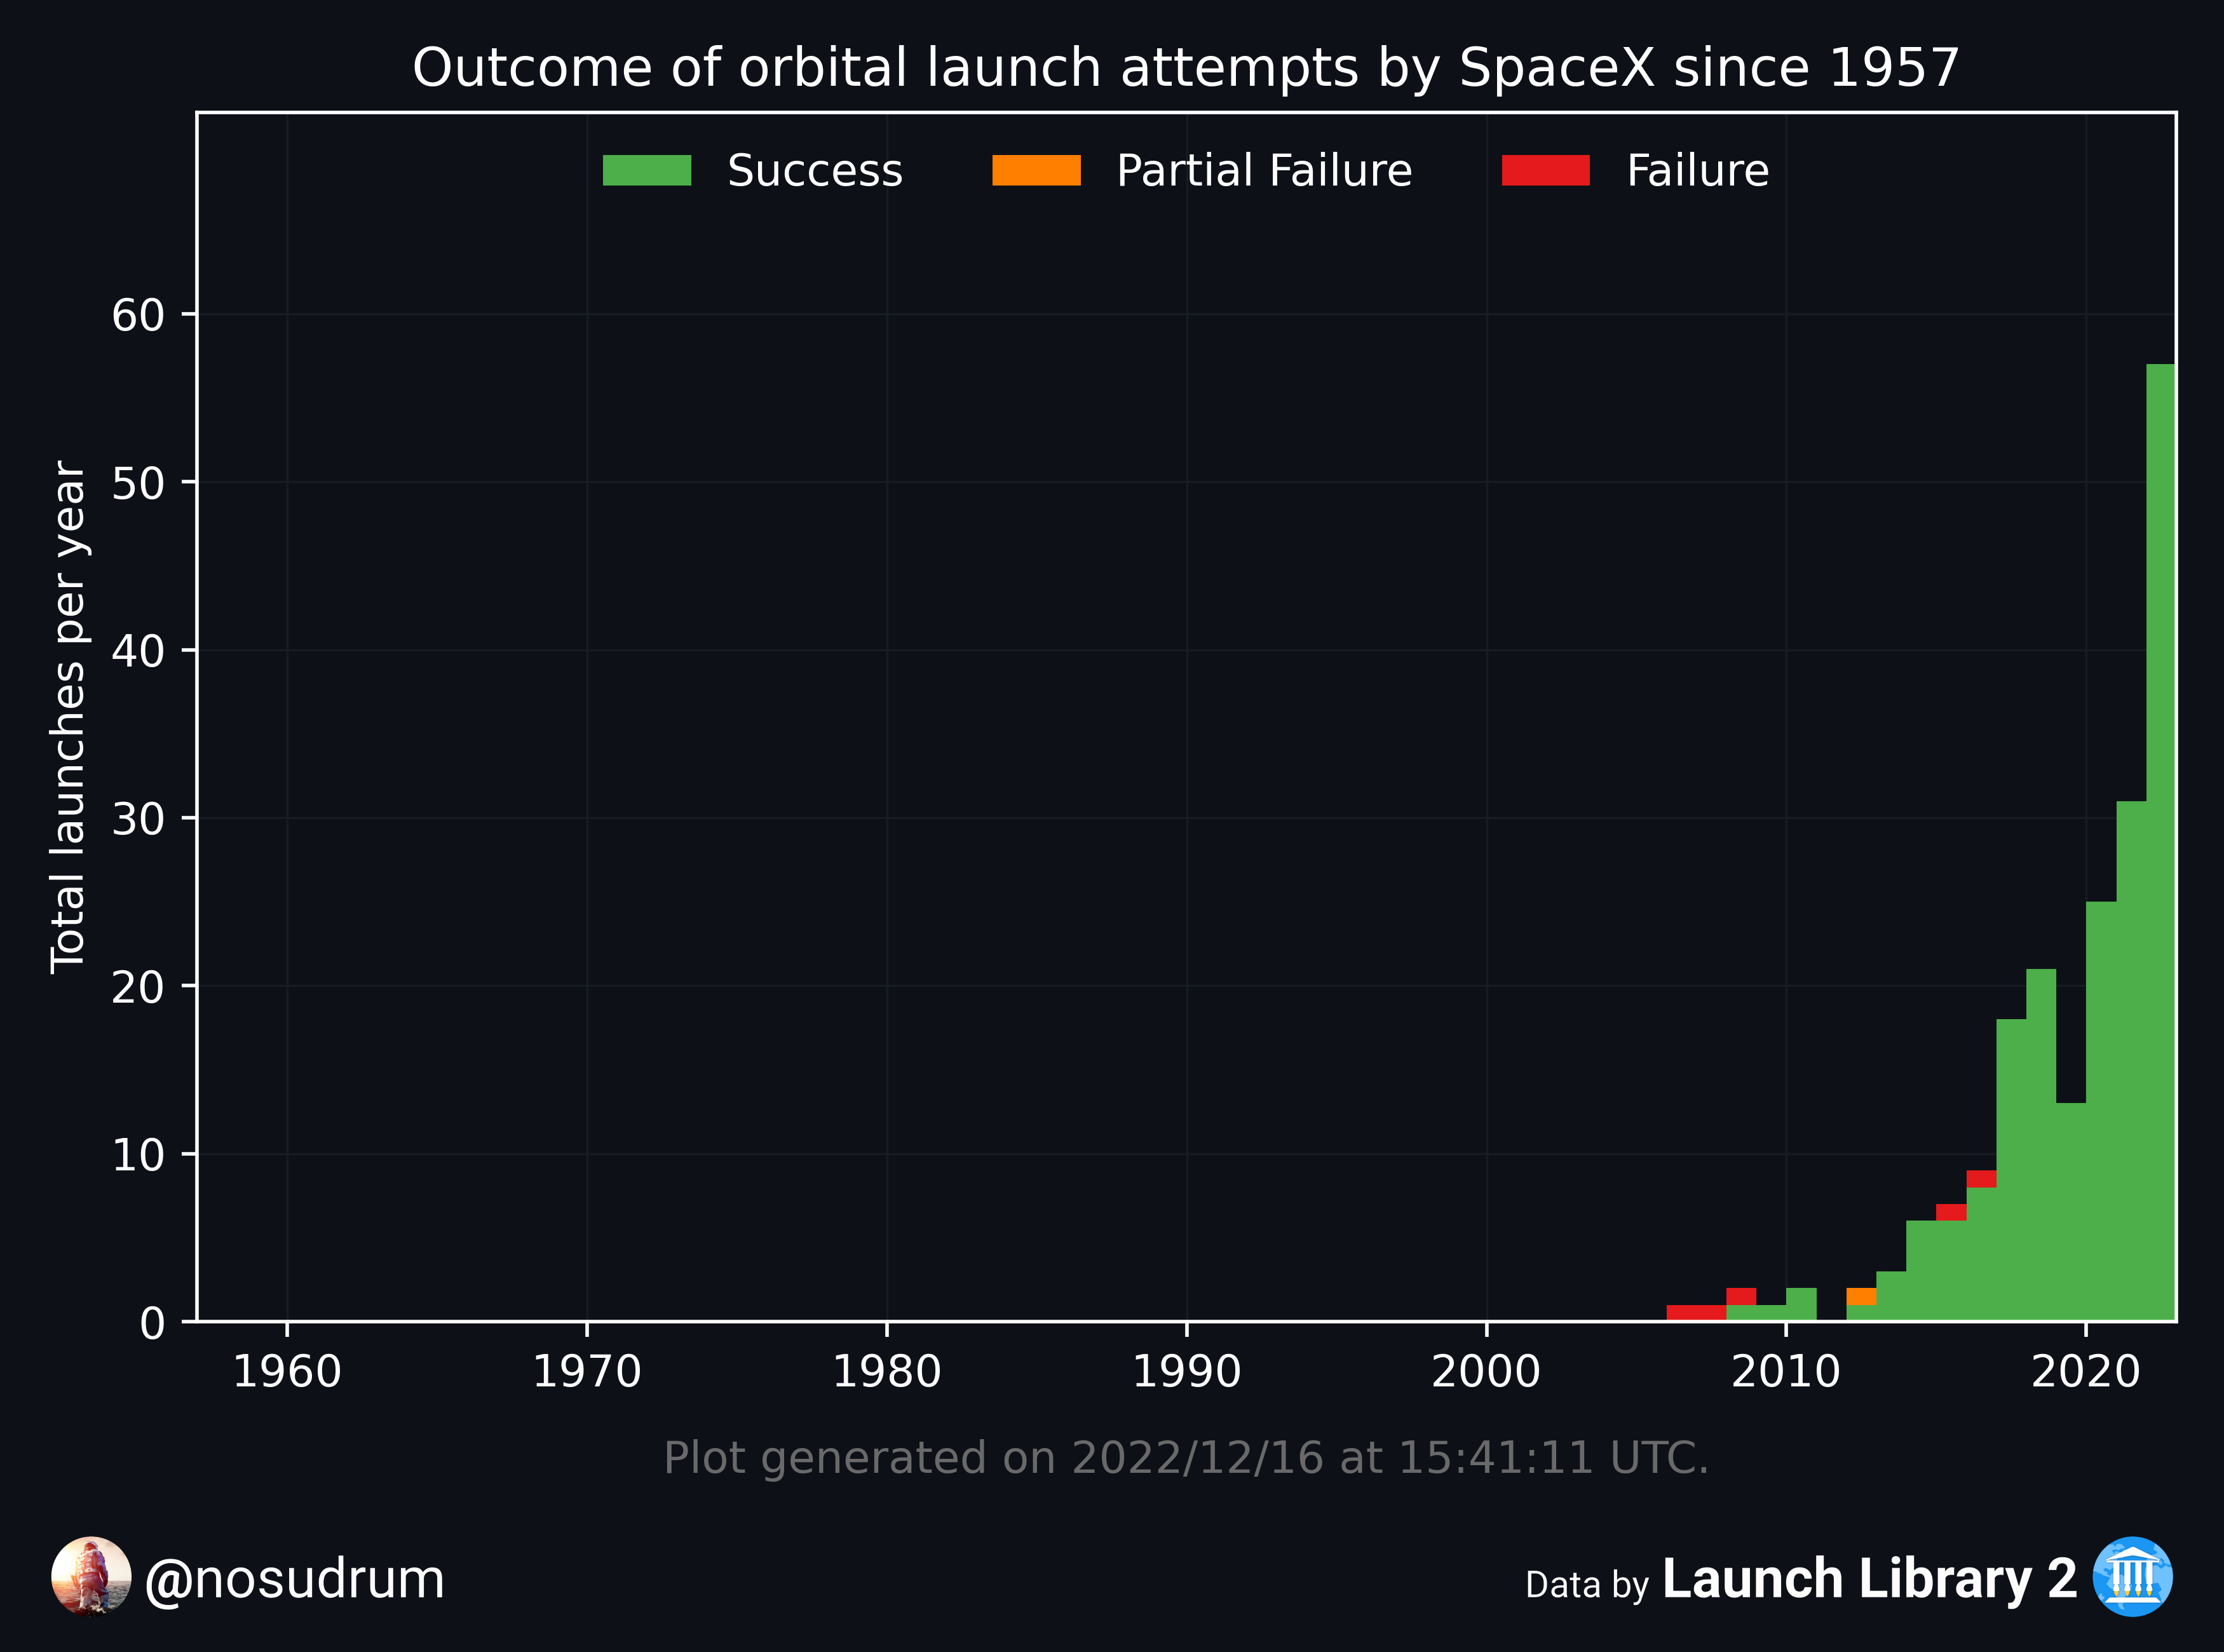 Outcome of orbital launch attempts by SpaceX since 1957
Success Partial Failure Failure
Total launches per year
60
50
40
30
20
10
0
1960 1970 1980 1990 2000 2010 2020
Plot generated on 2022/12/16 at 15:41:11 UTC.
@nosudrum
Data by Launch Library 2